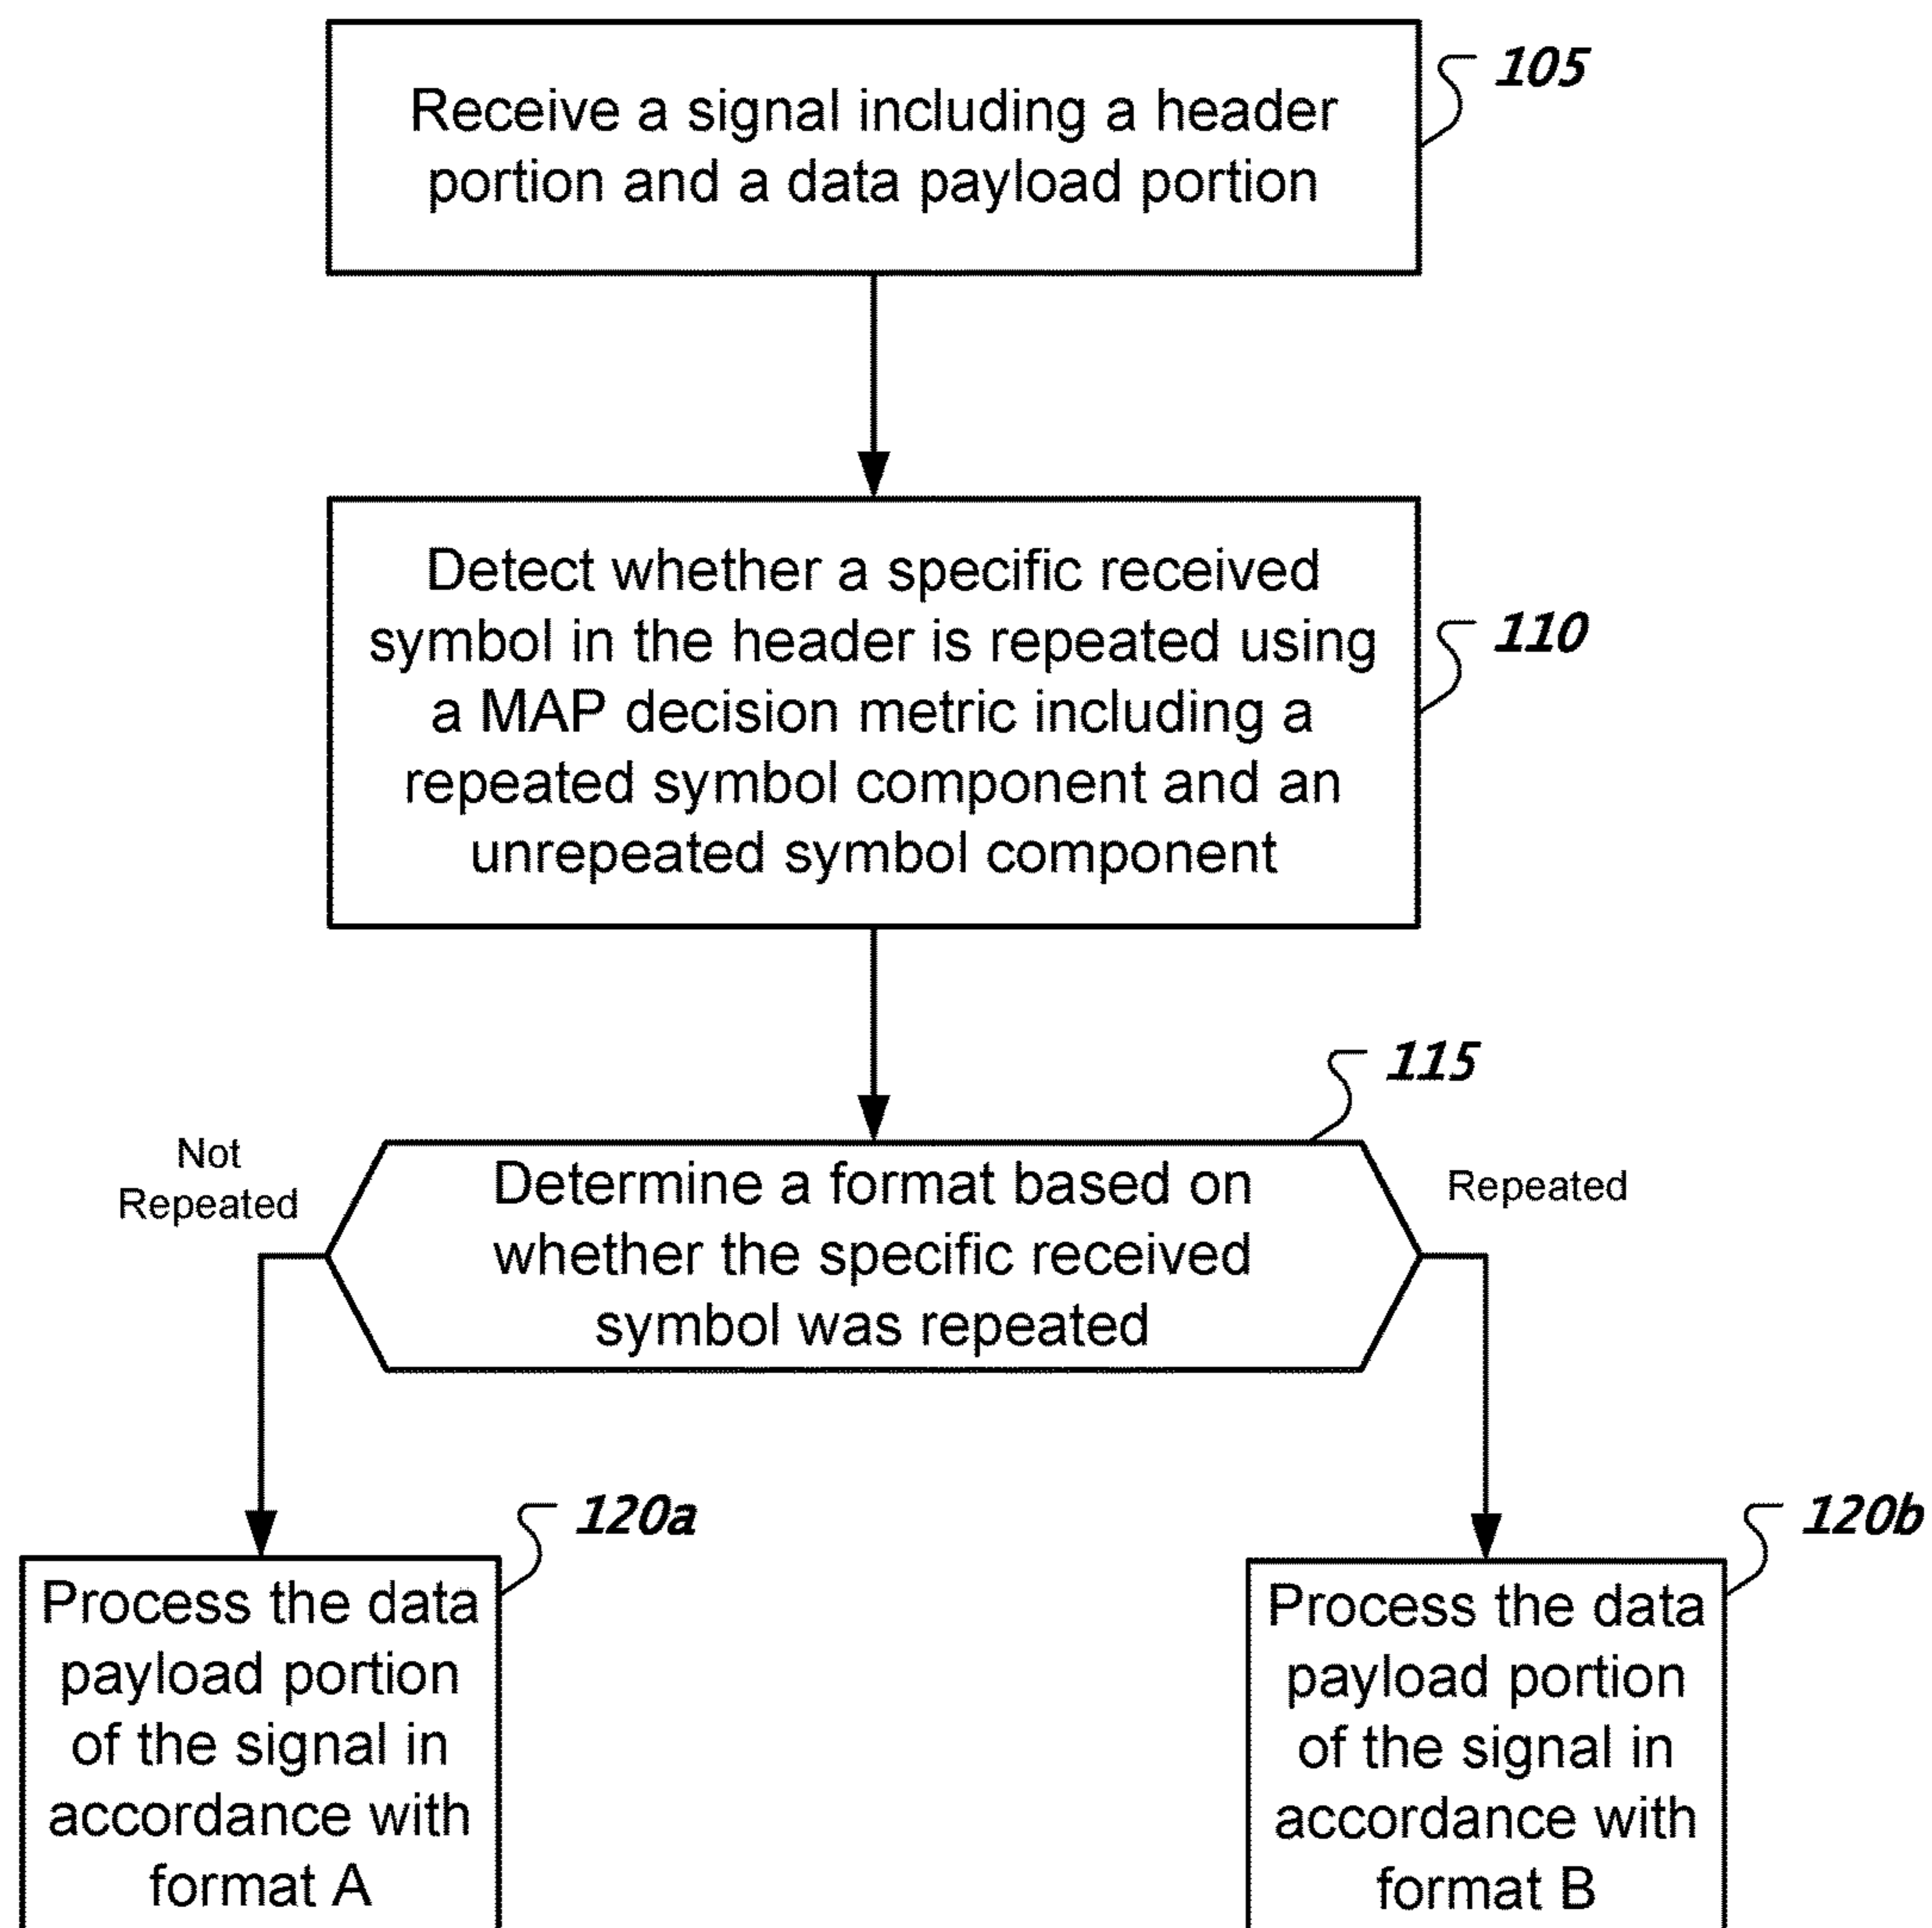 Receive a signal including a header
portion and a data payload portion
105
Detect whether a specific received
symbol in the header is repeated using
a MAP decision metric including a
repeated symbol component and an
unrepeated symbol component
110
115
Not
Repeated
Determine a format based on
whether the specific received
symbol was repeated
Repeated
120a
Process the data
payload portion
of the signal in
accordance with
format A
120b
Process the data
payload portion
of the signal in
accordance with
format B